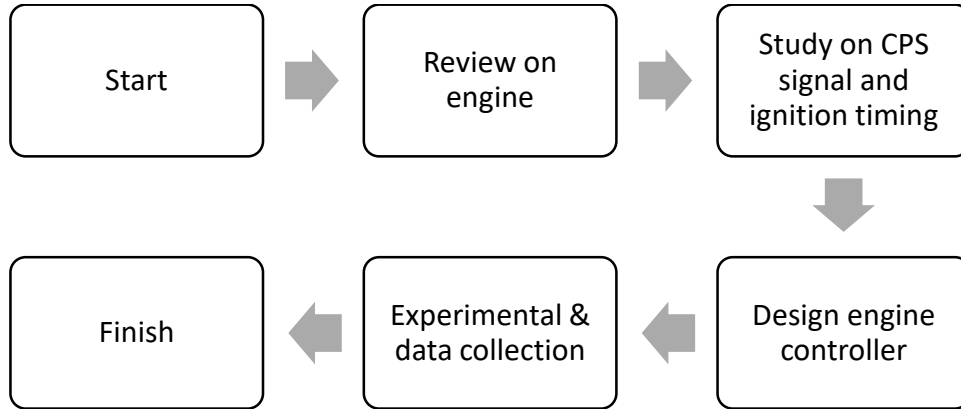 Start
Review on
engine
Study on CPS
signal and
ignition timing
Design engine
controller
Experimental &
data collection
Finish